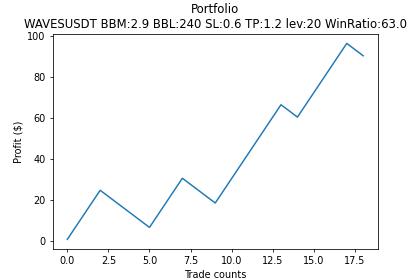 Portfolio
WAVESUSDT BBM:2.9 BBL:240 SL:0.6 TP:1.2 lev:20 WinRatio:63.0
100
80
60
40
20
0
Profit ($)
0.0 2.5 5.0 7.5 10.0 12.5 15.0 17.5
Trade counts